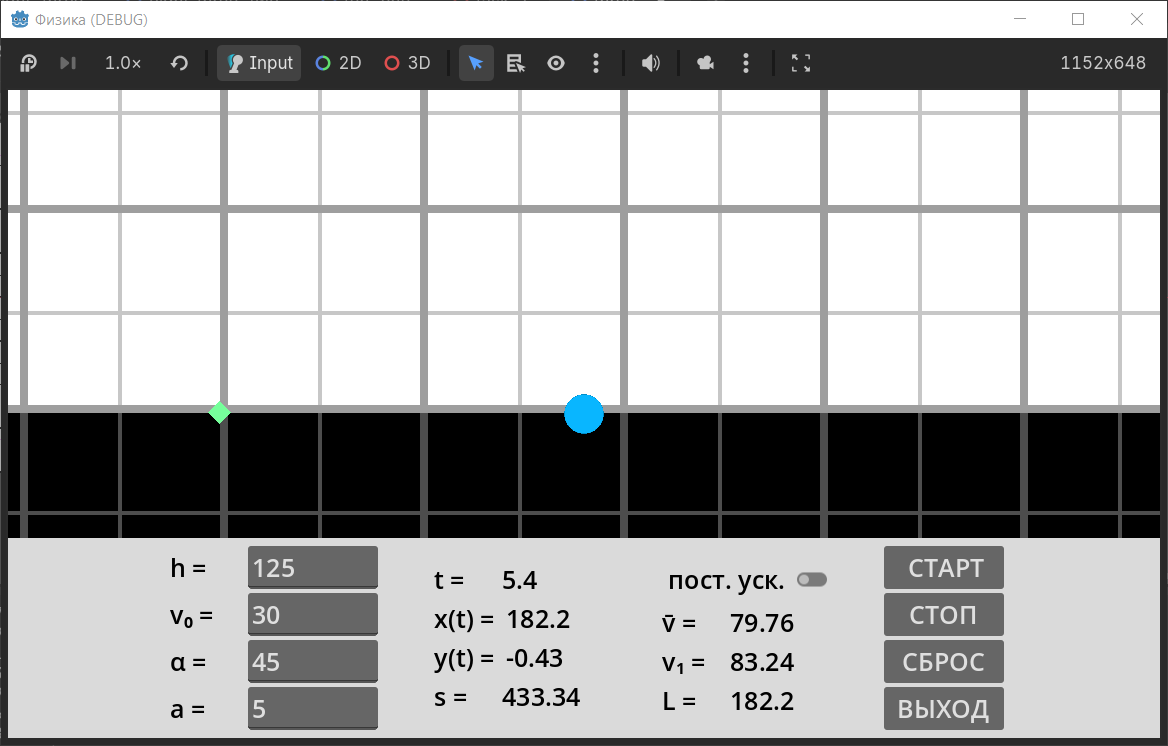 Физика (DEBUG)
1.0× Input 2D 3D 1152x648
h = 125
v₀ = 30
α = 45
a = 5
t = 5.4
x(t) = 182.2
y(t) = -0.43
s = 433.34
пост. уск.
v̄ = 79.76
v₁ = 83.24
L = 182.2
СТАРТ
СТОП
СБРОС
ВЫХОД